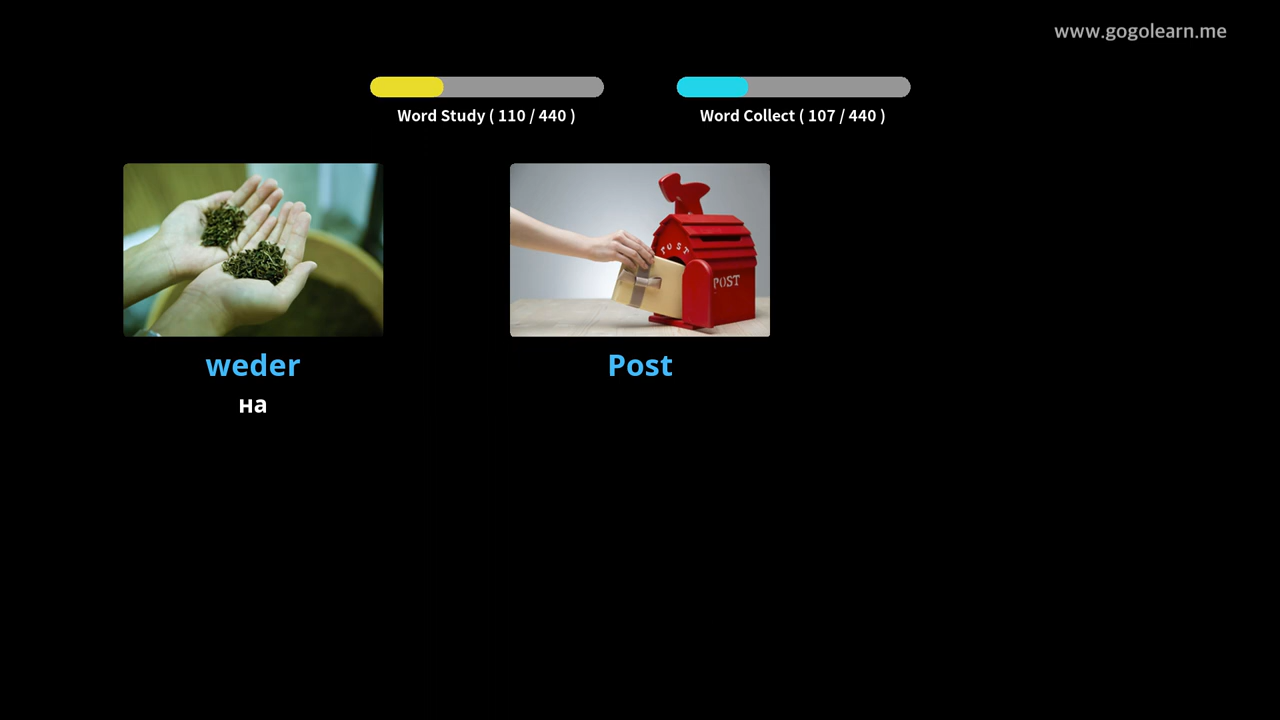 www.gogolearn.me
Word Study ( 110 / 440 )
Word Collect ( 107 / 440 )
POST
POST
weder
Post
на